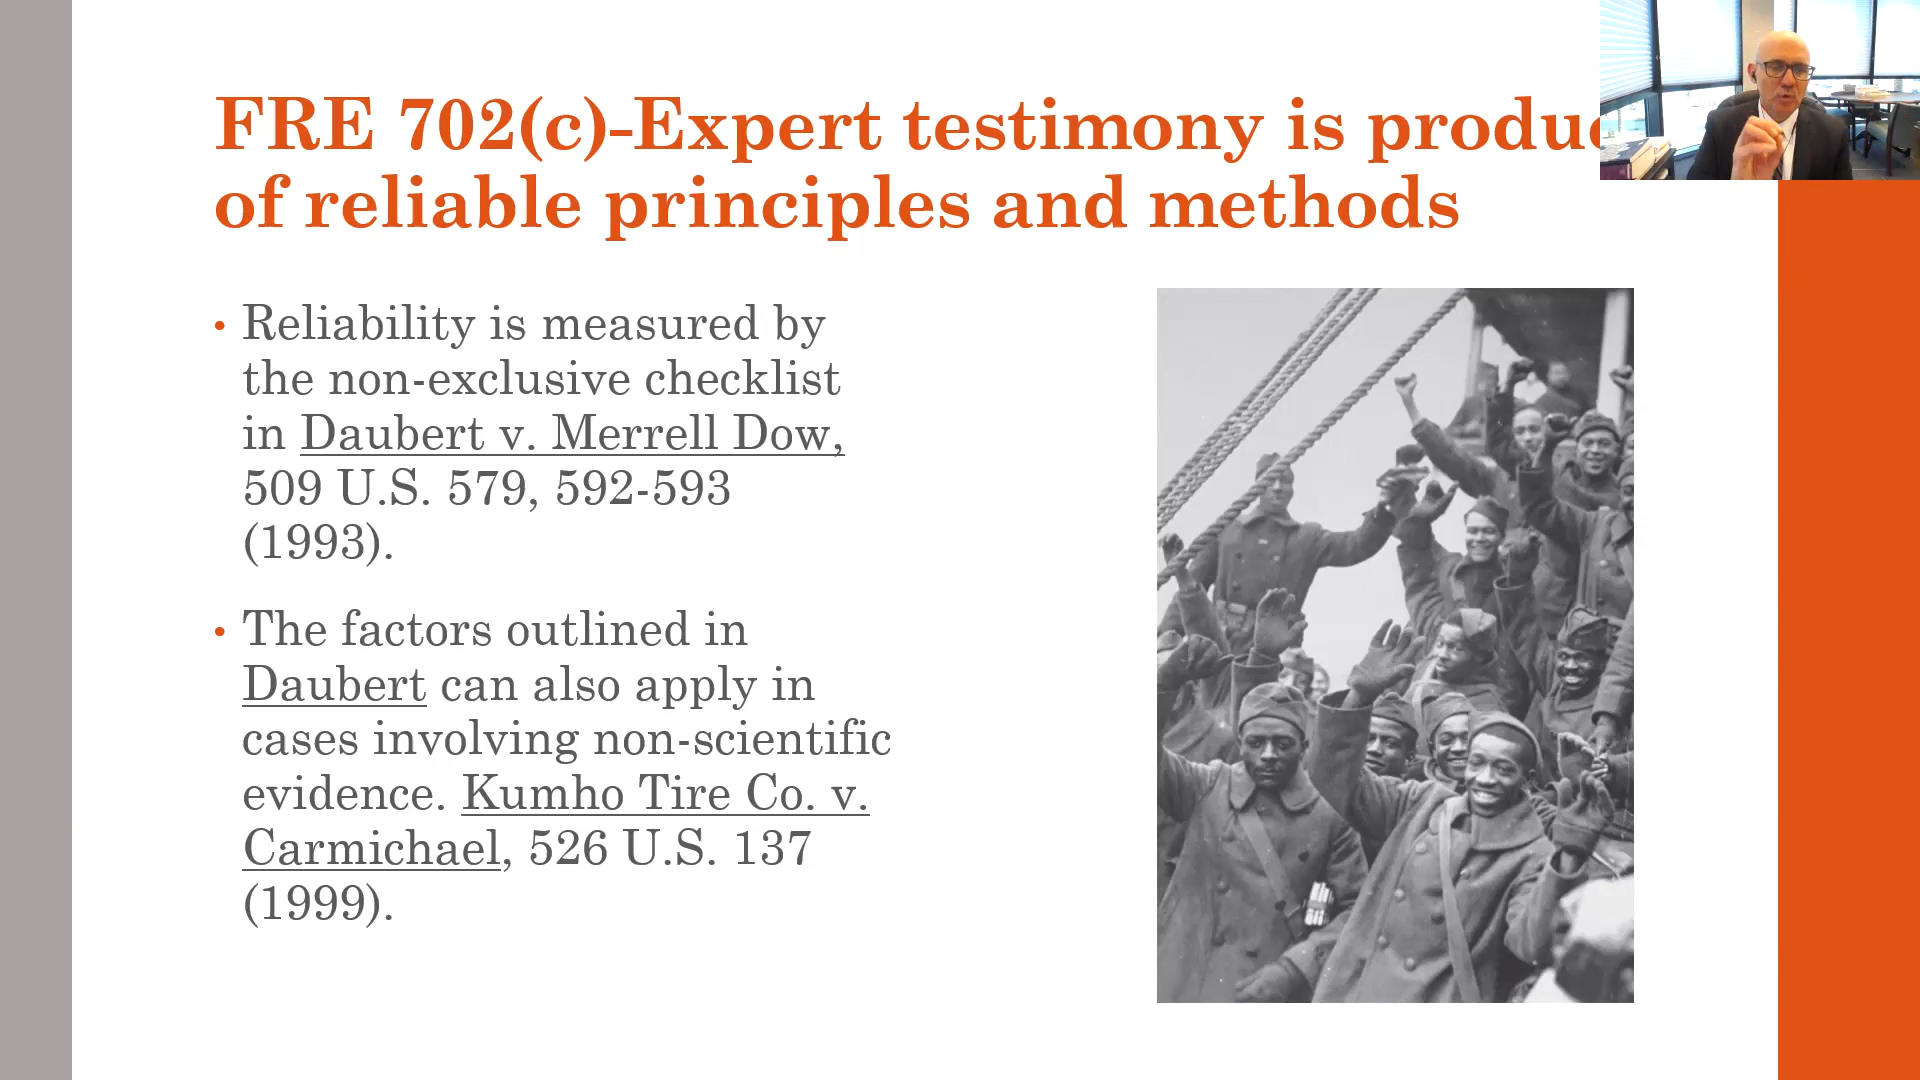 FRE 702(c)-Expert testimony is produc
of reliable principles and methods
• Reliability is measured by
the non-exclusive checklist
in Daubert v. Merrell Dow,
509 U.S. 579, 592-593
(1993).
• The factors outlined in
Daubert can also apply in
cases involving non-scientific
evidence. Kumho Tire Co. v.
Carmichael, 526 U.S. 137
(1999).